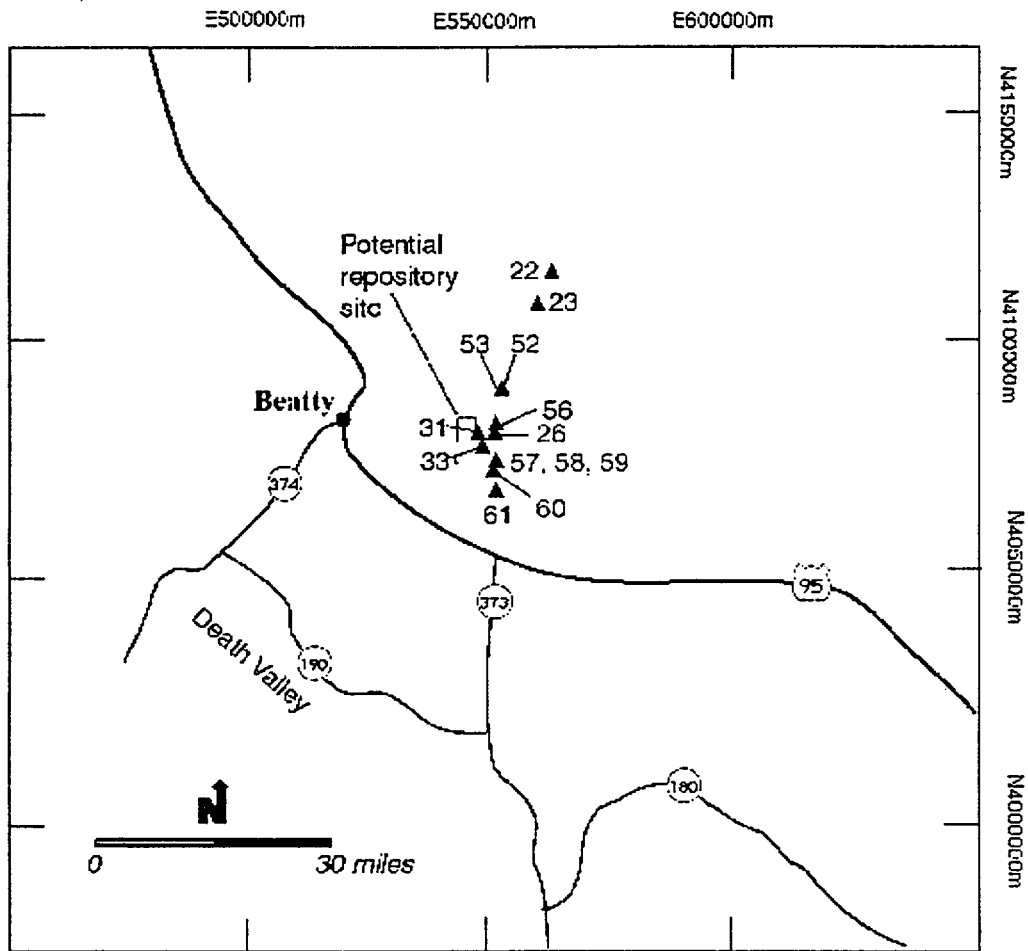 E500000m E550000m E600000m
N4150000m
Potential
repository
site
22
23
N4100000m
53 52
Beatty
56
31
26
33
57, 58, 59
374
60
61
N4050000m
373
95
Death Valley
190
180
N
N4000000m
0 30 miles